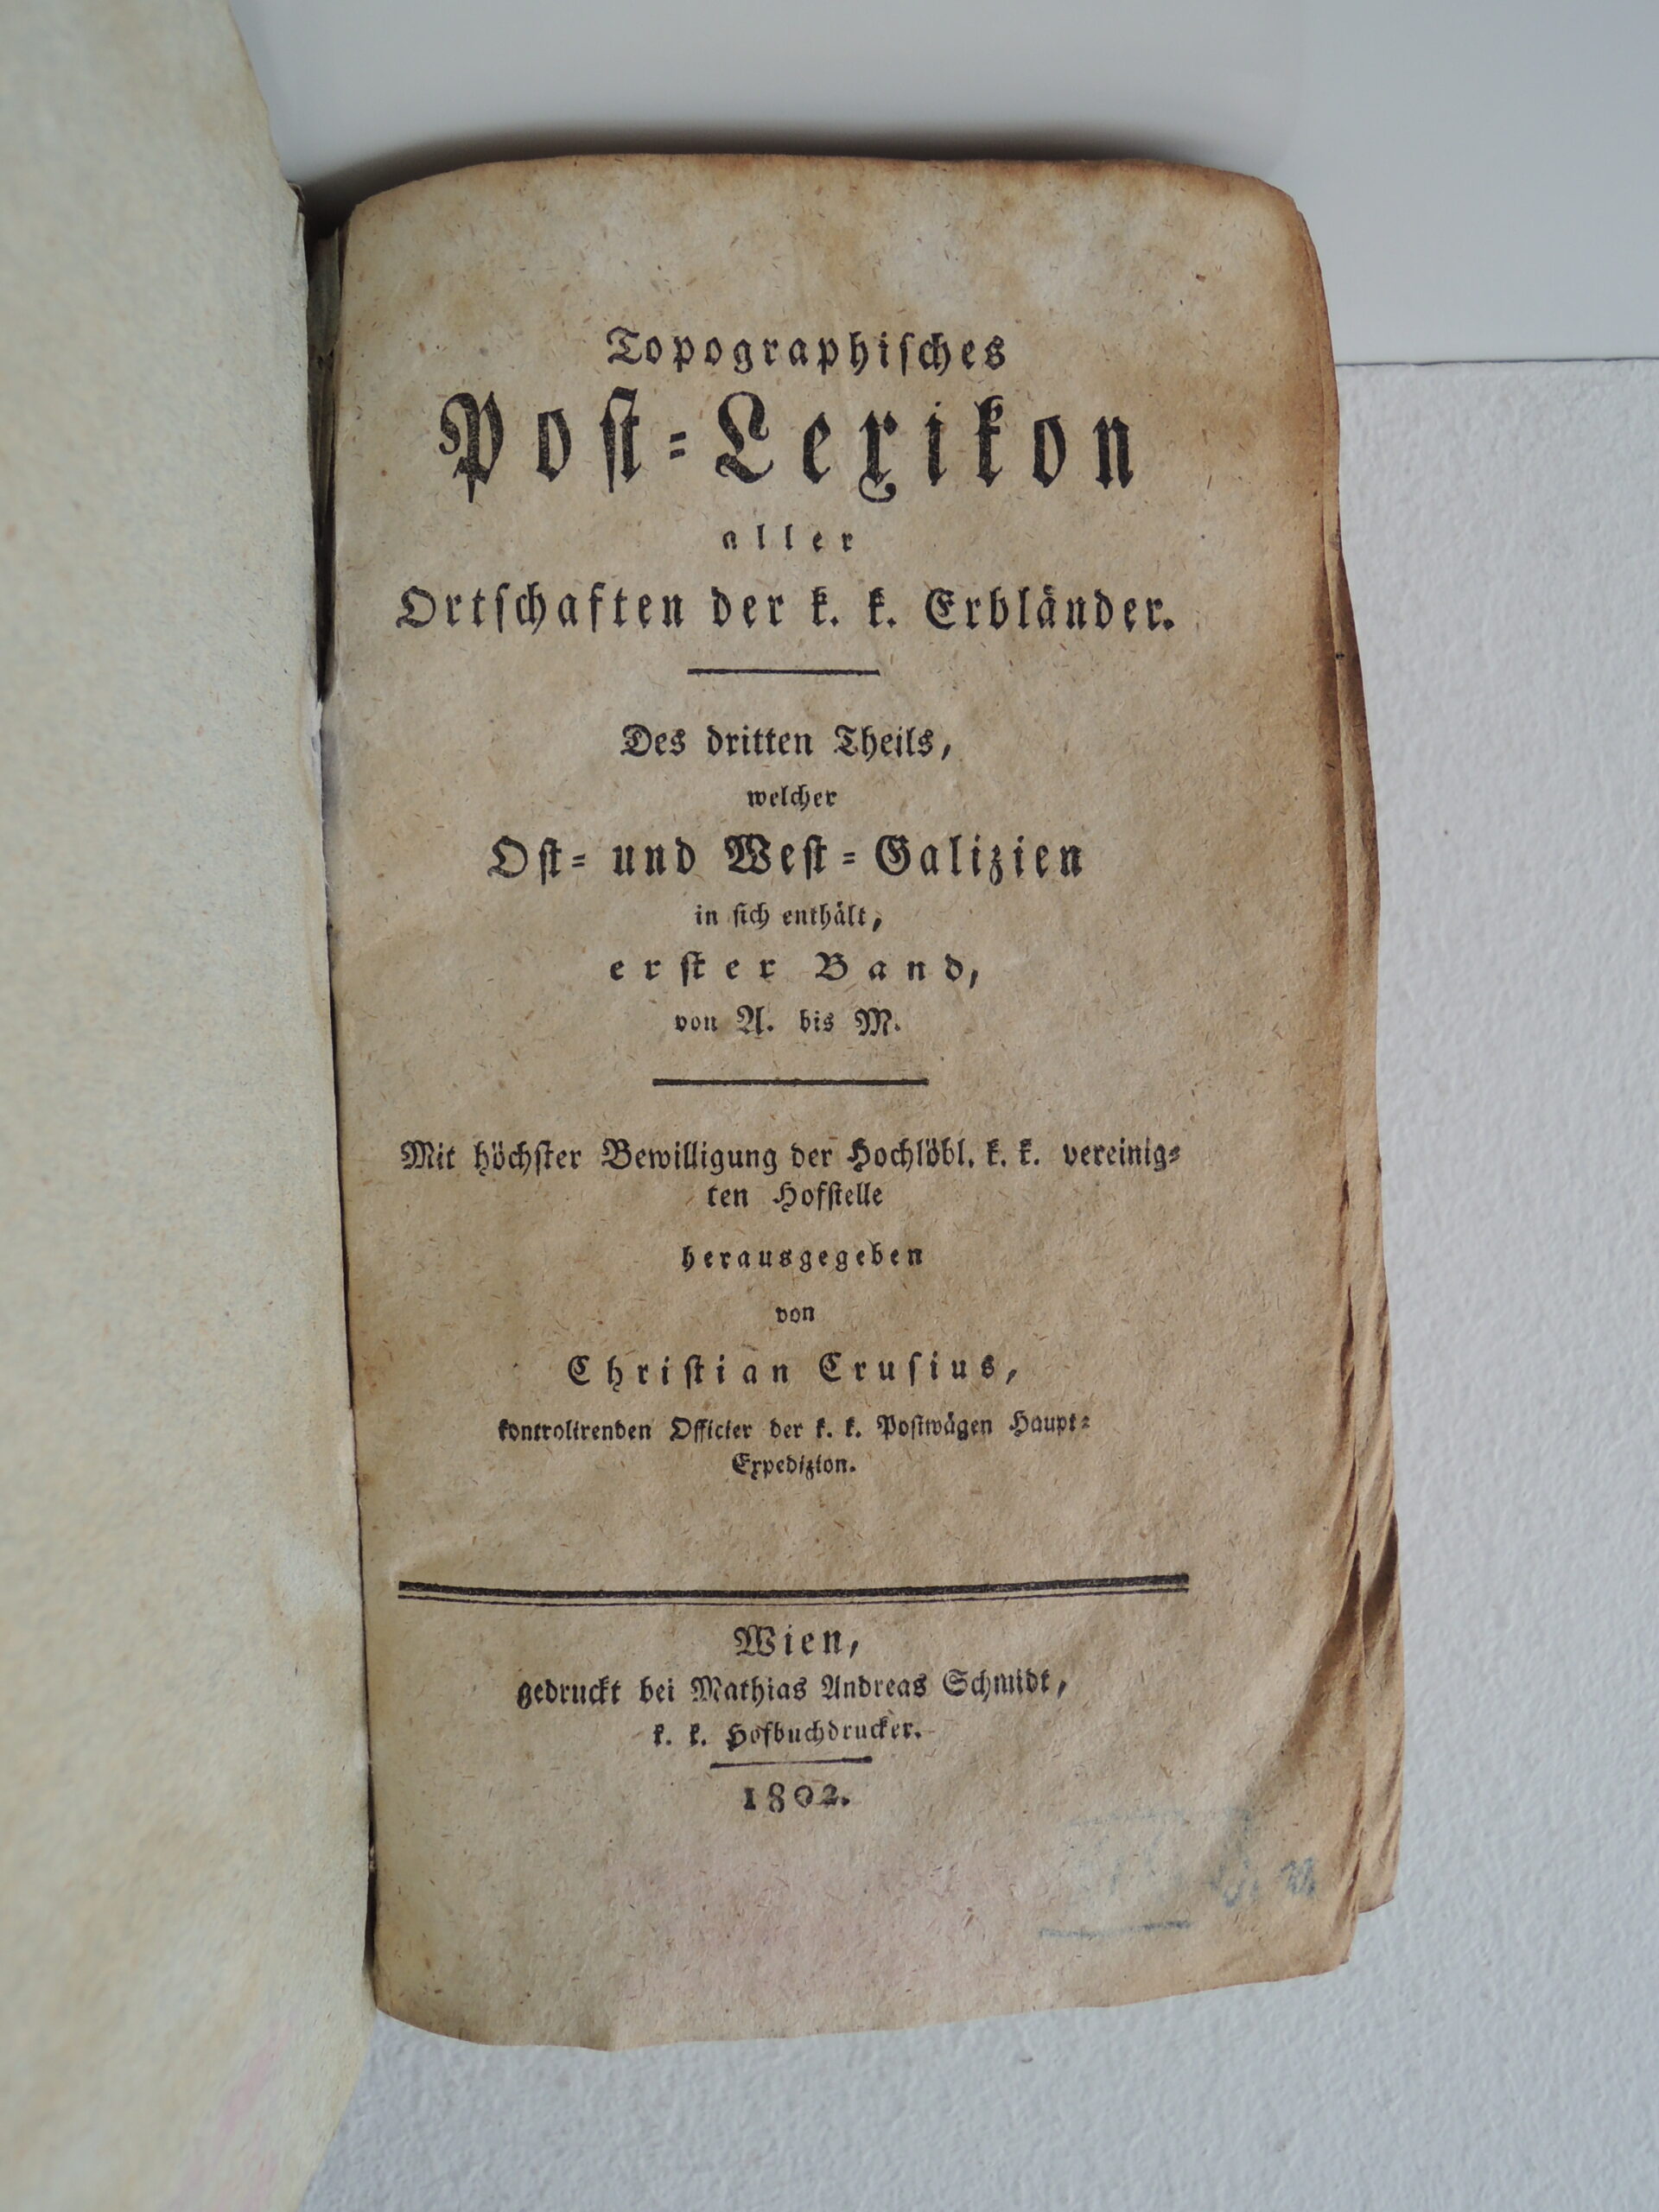 Topographiſches
Poſt-Lexikon
aller
Ortſchaften der k. k. Erbländer.
Des dritten Theils,
welcher
Oſt- und Weſt-Galizien
in ſich enthält,
erſter Band,
von A. bis M.
Mit höchſter Bewilligung der Hochlöbl. k. k. vereinig-
ten Hofſtelle
herausgegeben
von
Chriſtian Cruſius,
kontrolirenden Officier der k. k. Poſtwägen Haupt-
Expedizion.
Wien,
gedruckt bei Mathias Andreas Schmidt,
k. k. Hofbuchdrucker.
1802.